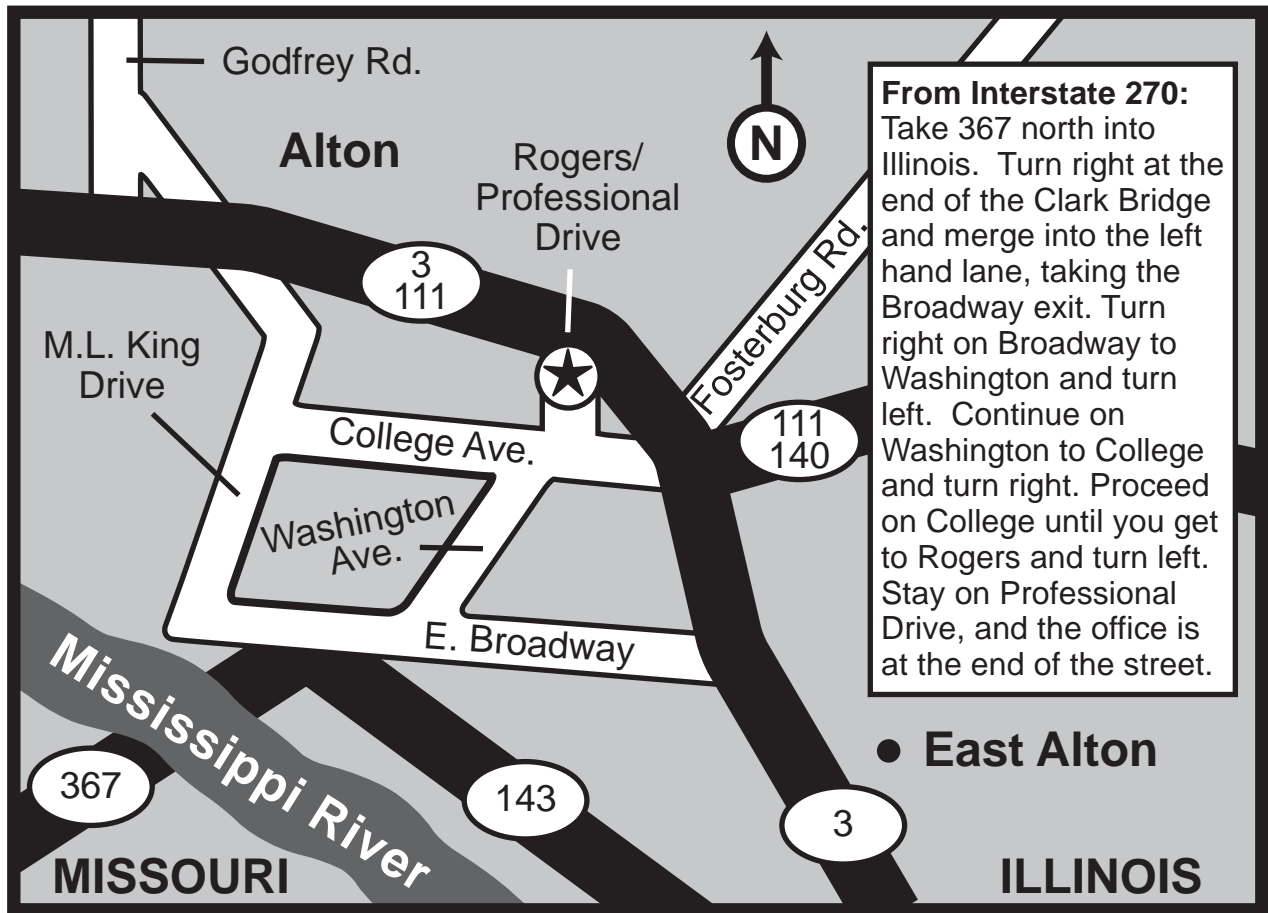 Godfrey Rd.
Alton
N
Rogers/
Professional
Drive
From Interstate 270:
Take 367 north into
Illinois.  Turn right at the
end of the Clark Bridge
and merge into the left
hand lane, taking the
Broadway exit. Turn
right on Broadway to
Washington and turn
left.  Continue on
Washington to College
and turn right. Proceed
on College until you get
to Rogers and turn left.
Stay on Professional
Drive, and the office is
at the end of the street.
3
111
Fosterburg Rd.
M.L. King
Drive
College Ave.
111
140
Washington
Ave.
E. Broadway
Mississippi River
East Alton
367
143
3
MISSOURI
ILLINOIS